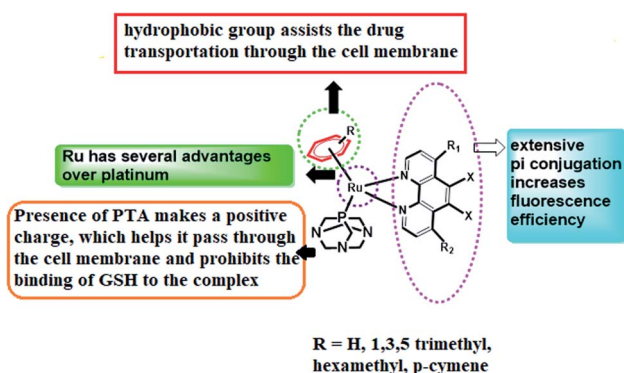 hydrophobic group assists the drug
transportation through the cell membrane
R
R1
Ru has several advantages
over platinum
N
X
Ru
X
N
P
N
N
N
R2
extensive
pi conjugation
increases
fluorescence
efficiency
Presence of PTA makes a positive
charge, which helps it pass through
the cell membrane and prohibits the
binding of GSH to the complex
R = H, 1,3,5 trimethyl,
hexamethyl, p-cymene